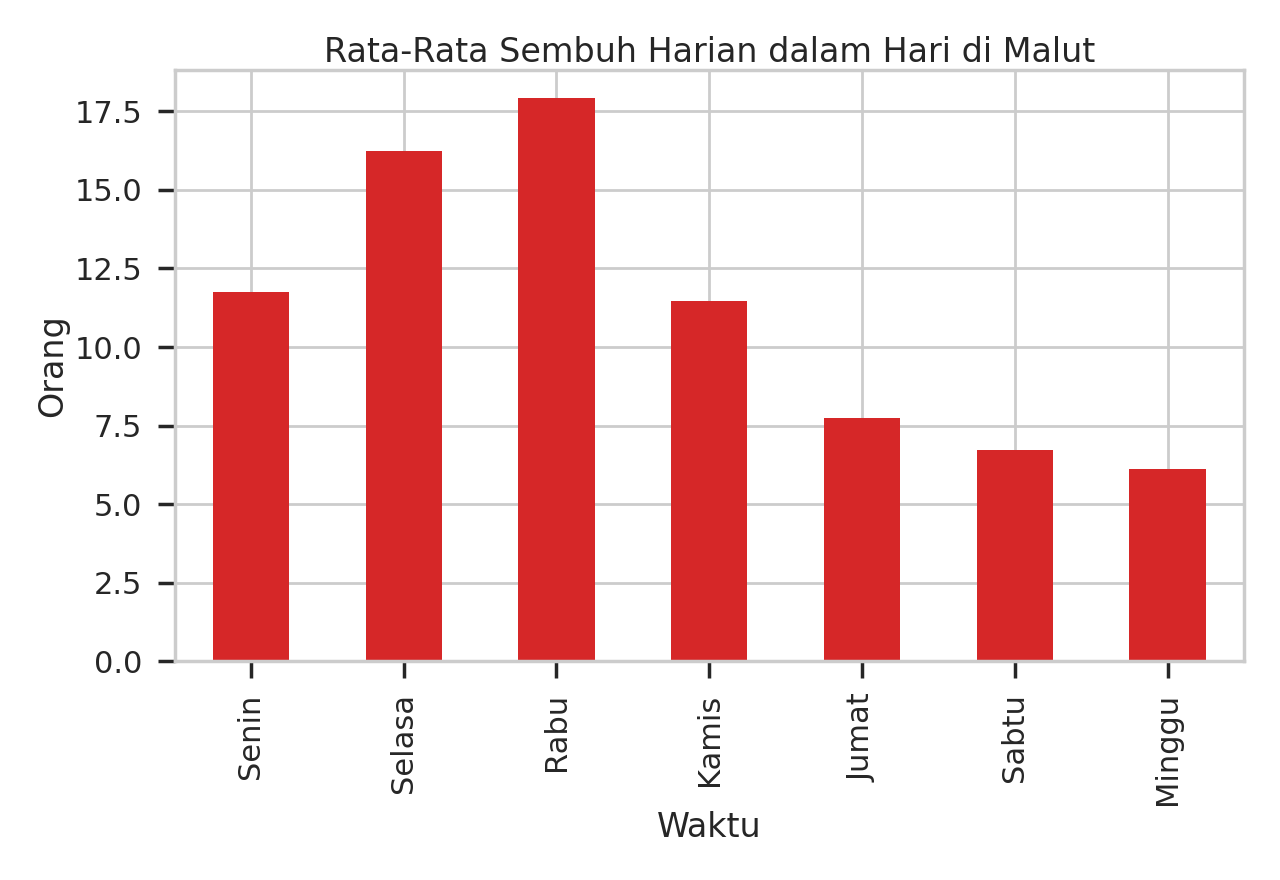 Rata-Rata Sembuh Harian dalam Hari di Malut
Orang
17.5
15.0
12.5
10.0
7.5
5.0
2.5
0.0
Senin
Selasa
Rabu
Kamis
Jumat
Sabtu
Minggu
Waktu